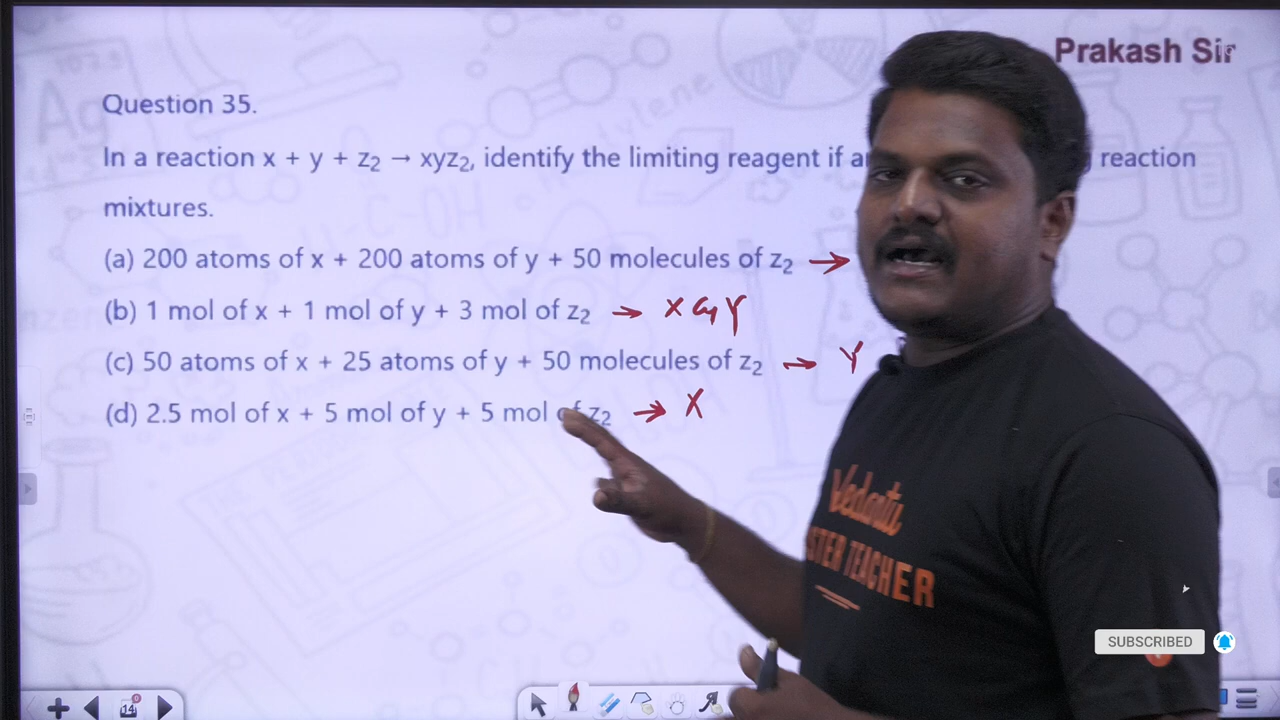 Prakash Sir
Question 35.
In a reaction x + y + z₂ → xyz₂, identify the limiting reagent if reaction
mixtures.
(a) 200 atoms of x + 200 atoms of y + 50 molecules of z₂ →
(b) 1 mol of x + 1 mol of y + 3 mol of z₂ → X Y
(c) 50 atoms of x + 25 atoms of y + 50 molecules of z₂ → Y
(d) 2.5 mol of x + 5 mol of y + 5 mol of z₂ → X
Vedantu
TEACHER
SUBSCRIBED
14